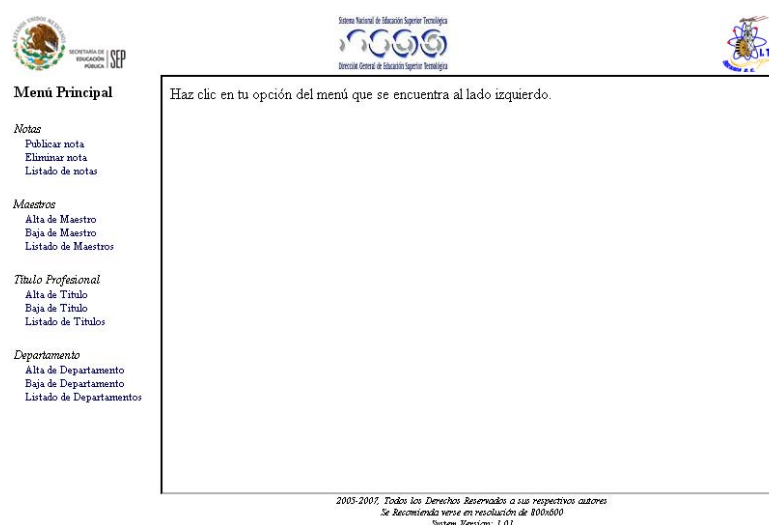 ESTADOS UNIDOS MEXICANOS
SECRETARÍA DE
EDUCACIÓN
PÚBLICA
SEP
Sistema Nacional de Educación Superior Tecnológica
Dirección General de Educación Superior Tecnológica
Menú Principal
Haz clic en tu opción del menú que se encuentra al lado izquierdo.
Notas
Publicar nota
Eliminar nota
Listado de notas
Maestros
Alta de Maestro
Baja de Maestro
Listado de Maestros
Título Profesional
Alta de Título
Baja de Título
Listado de Títulos
Departamento
Alta de Departamento
Baja de Departamento
Listado de Departamentos
2005-2007, Todos los Derechos Reservados a sus respectivos autores
Se Recomienda verse en resolución de 800x600
System Version: 1.01